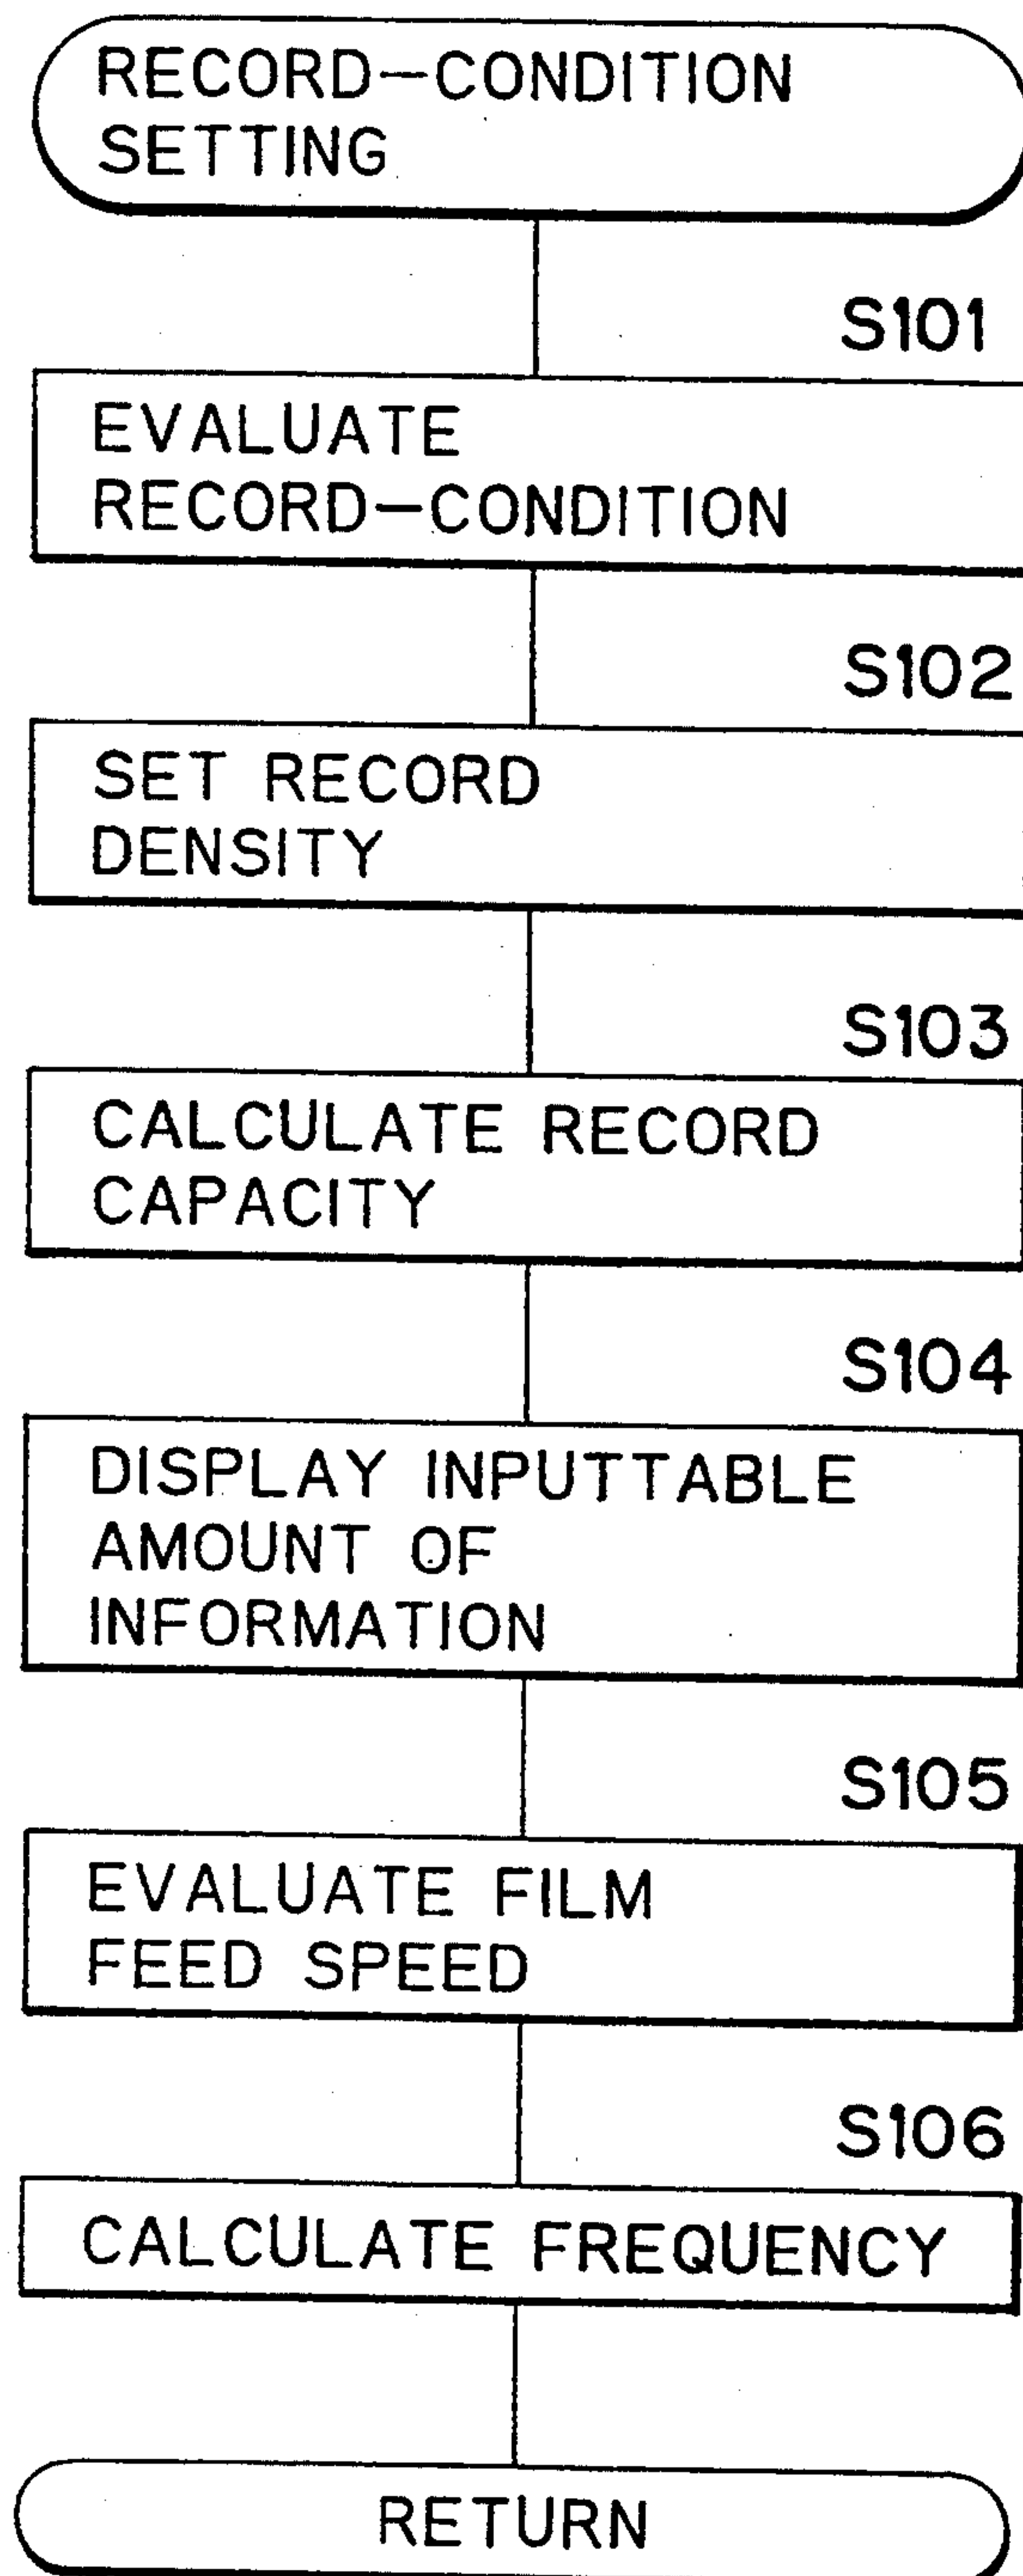 RECORD-CONDITION
SETTING
S101
EVALUATE
RECORD-CONDITION
S102
SET RECORD
DENSITY
S103
CALCULATE RECORD
CAPACITY
S104
DISPLAY INPUTTABLE
AMOUNT OF
INFORMATION
S105
EVALUATE FILM
FEED SPEED
S106
CALCULATE FREQUENCY
RETURN